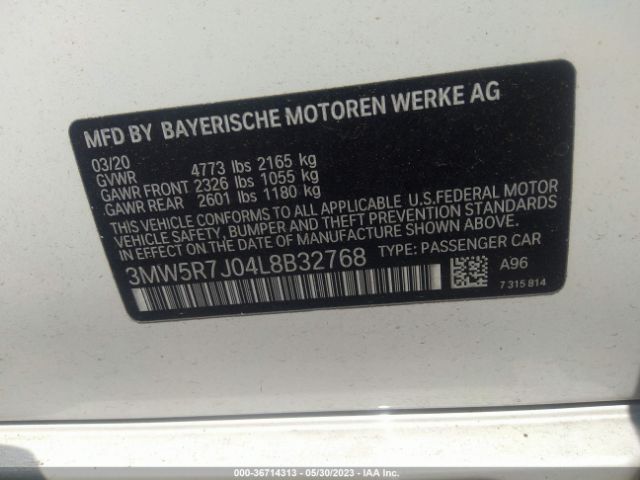 MFD BY BAYERISCHE MOTOREN WERKE AG
03/20
GVWR 4773 lbs 2165 kg
GAWR FRONT 2326 lbs 1055 kg
GAWR REAR 2601 lbs 1180 kg
THIS VEHICLE CONFORMS TO ALL APPLICABLE U.S.FEDERAL MOTOR
VEHICLE SAFETY, BUMPER, AND THEFT PREVENTION STANDARDS
IN EFFECT ON THE DATE OF MANUFACTURE SHOWN ABOVE.
3MW5R7J04L8B32768 TYPE: PASSENGER CAR
A96
7 315 814
000-36714313 — 05/30/2023 — IAA Inc.